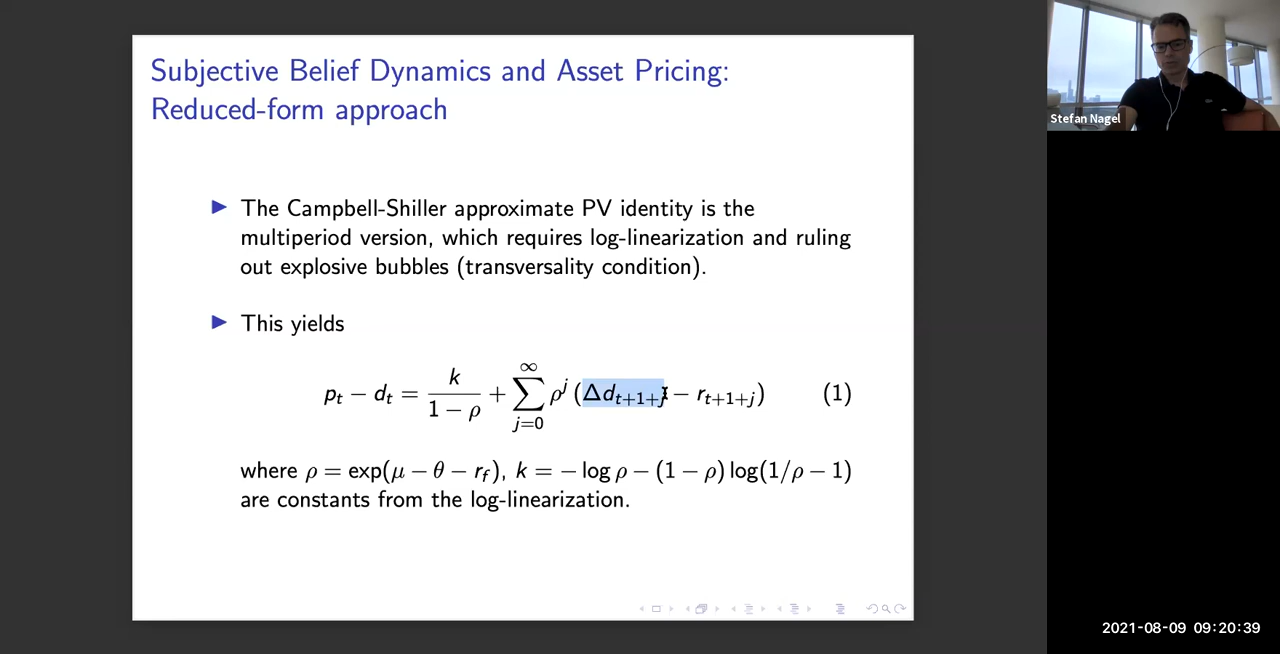 Subjective Belief Dynamics and Asset Pricing:
Reduced-form approach
▶ The Campbell-Shiller approximate PV identity is the
multiperiod version, which requires log-linearization and ruling
out explosive bubbles (transversality condition).
▶ This yields
p_t − d_t = k/(1 − ρ) + ∑_{j=0}^{∞} ρ^j (Δd_{t+1+j} − r_{t+1+j}) (1)
where ρ = exp(μ − θ − r_f), k = − log ρ − (1 − ρ) log(1/ρ − 1)
are constants from the log-linearization.
Stefan Nagel
2021-08-09 09:20:39